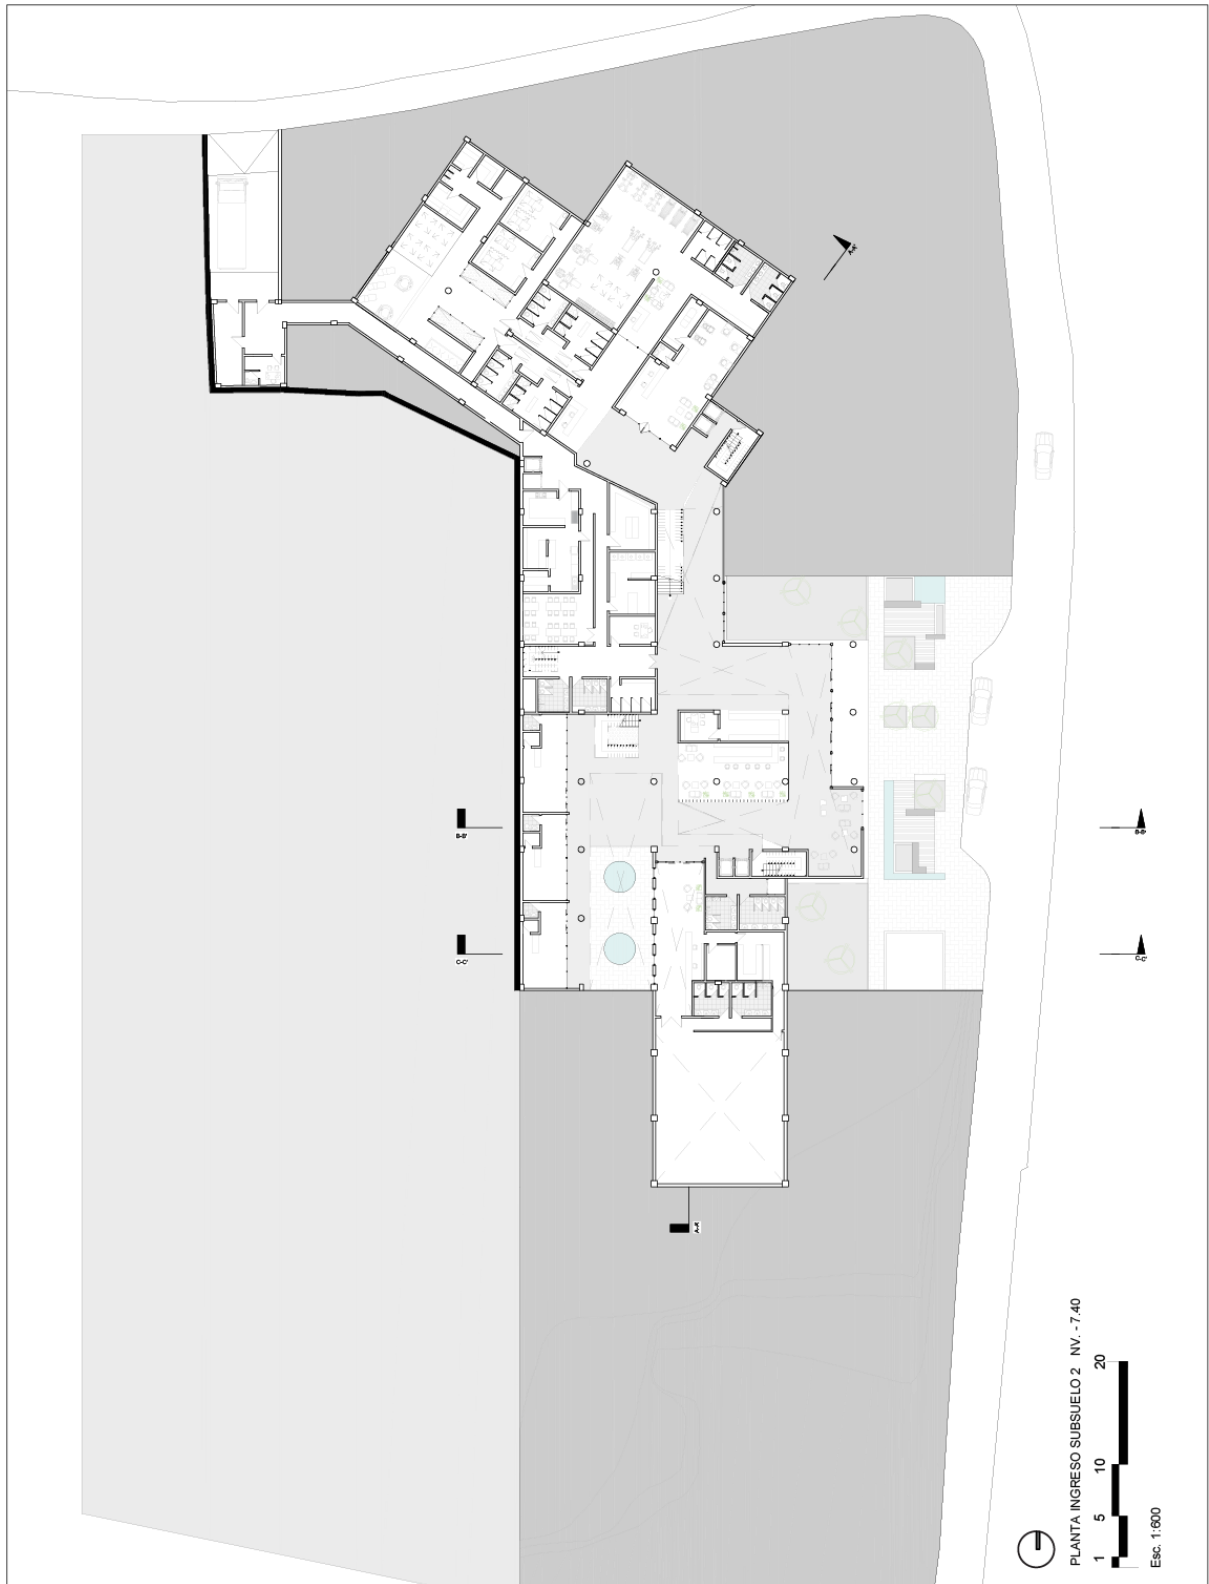 A-A'
B-B'
B-B'
C-C'
C-C'
A-A'
PLANTA INGRESO SUBSUELO 2 NV. - 7.40
1 5 10 20
Esc. 1:600